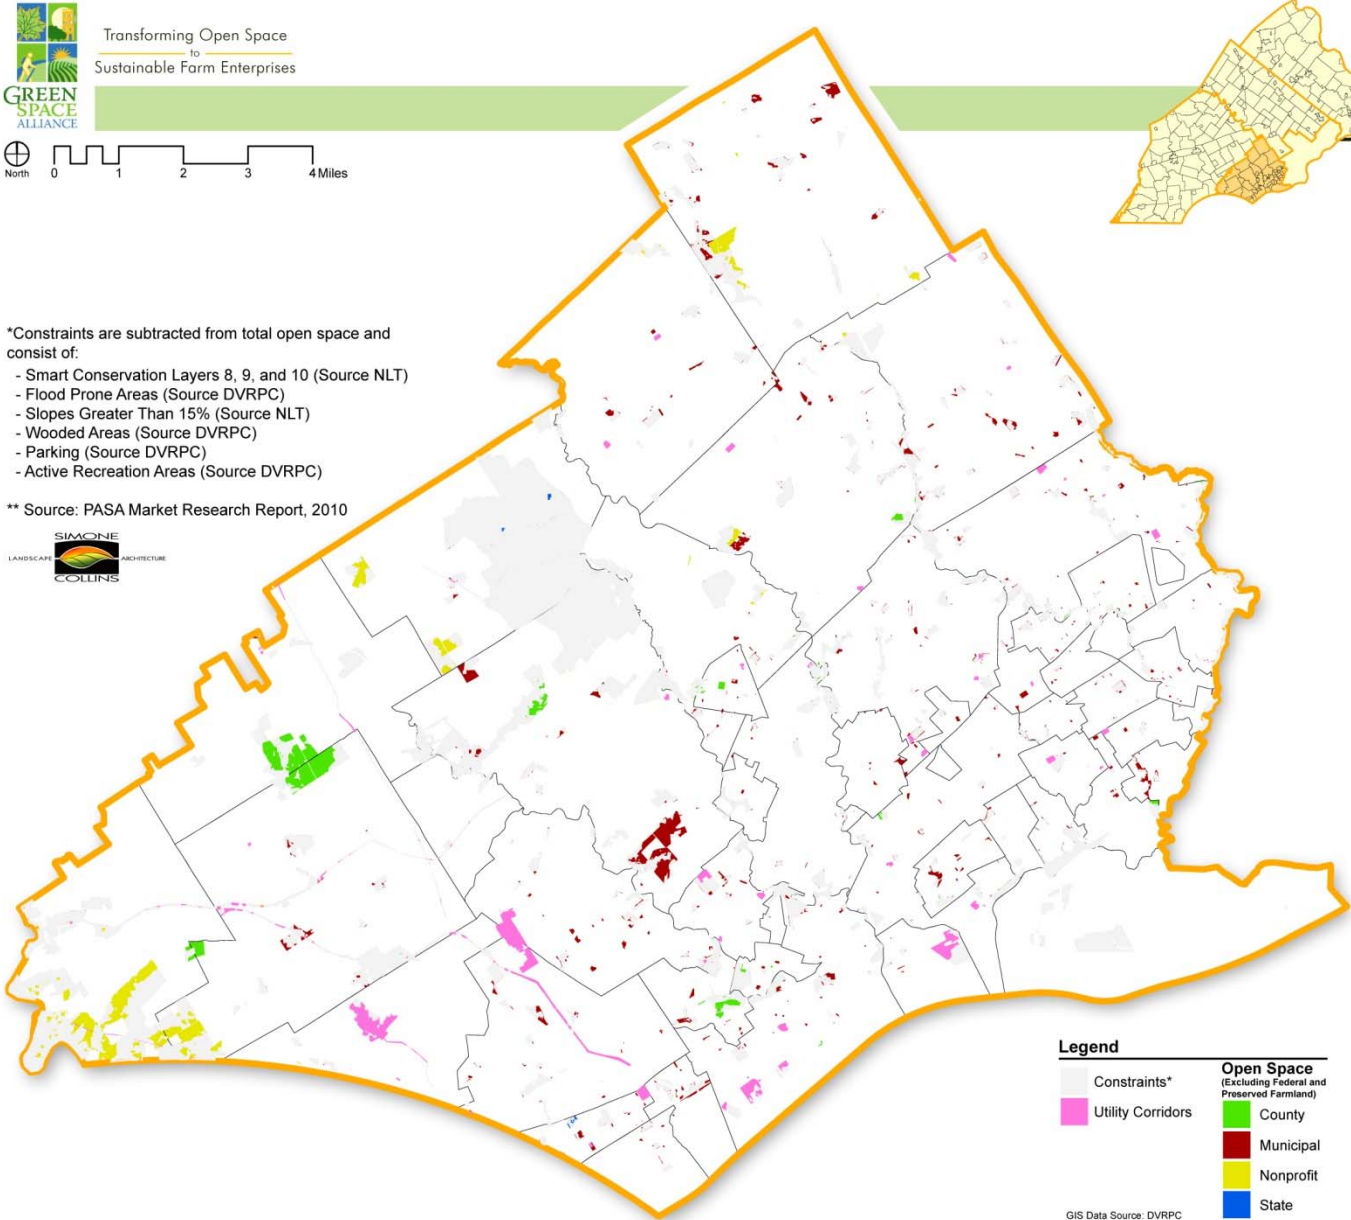 Transforming Open Space
to
Sustainable Farm Enterprises
GREEN
SPACE
ALLIANCE
North
0 1 2 3 4 Miles
*Constraints are subtracted from total open space and
consist of:
- Smart Conservation Layers 8, 9, and 10 (Source NLT)
- Flood Prone Areas (Source DVRPC)
- Slopes Greater Than 15% (Source NLT)
- Wooded Areas (Source DVRPC)
- Parking (Source DVRPC)
- Active Recreation Areas (Source DVRPC)
** Source: PASA Market Research Report, 2010
SIMONE
LANDSCAPE ARCHITECTURE
COLLINS
Legend
Constraints*
Utility Corridors
Open Space
(Excluding Federal and
Preserved Farmland)
County
Municipal
Nonprofit
State
GIS Data Source: DVRPC